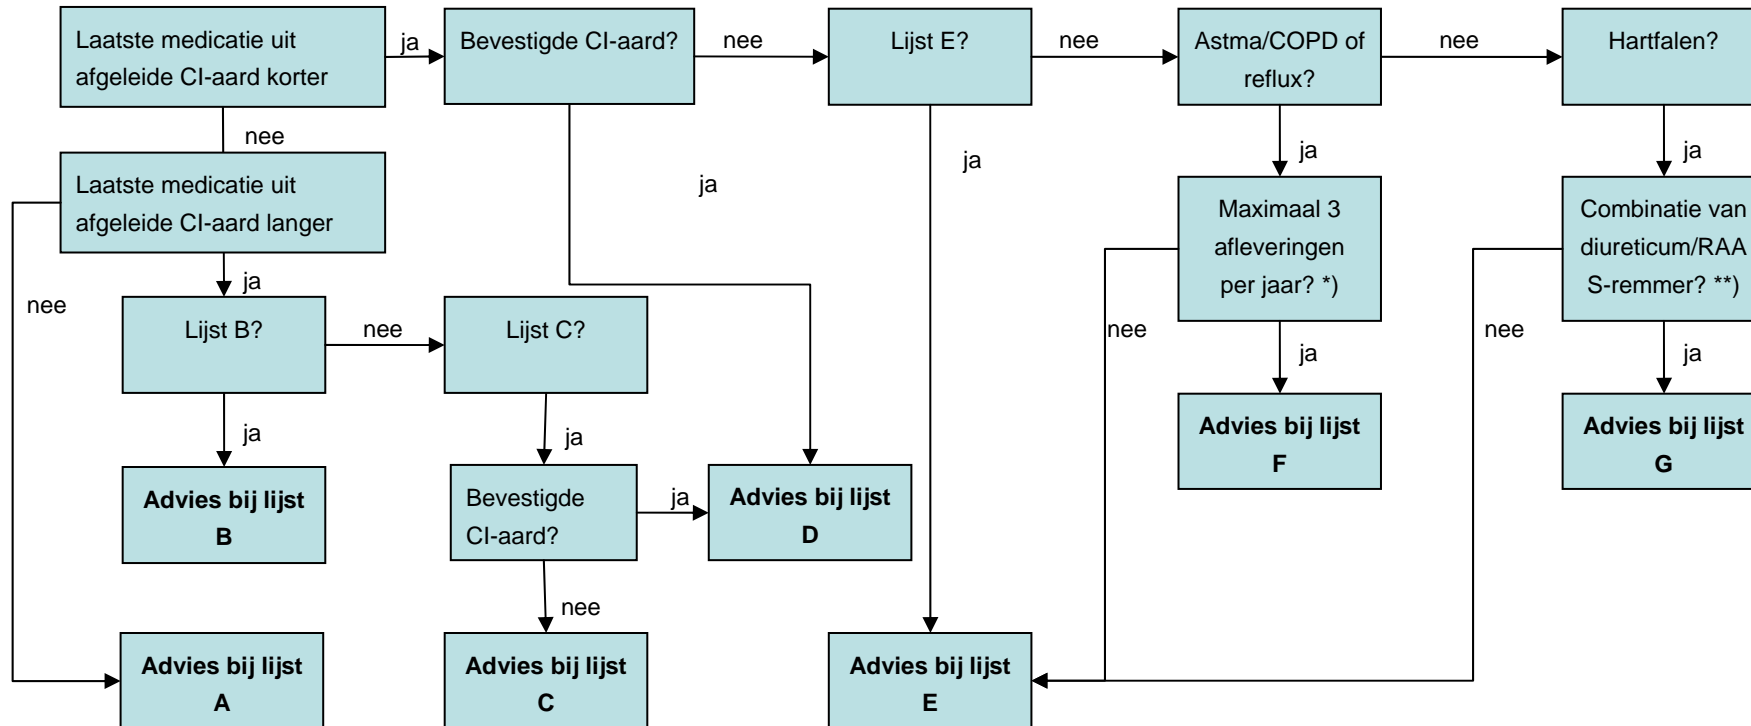 Laatste medicatie uit
afgeleide CI-aard korter
ja
Bevestigde CI-aard?
nee
Lijst E?
nee
Astma/COPD of
reflux?
nee
Hartfalen?
nee
ja
ja
ja
ja
Laatste medicatie uit
afgeleide CI-aard langer
Maximaal 3
afleveringen
per jaar? *)
Combinatie van
diureticum/RAA
S-remmer? **)
nee
ja
Lijst B?
nee
Lijst C?
nee
nee
ja
ja
ja
ja
Advies bij lijst
F
Advies bij lijst
G
Advies bij lijst
B
Bevestigde
CI-aard?
ja
Advies bij lijst
D
nee
Advies bij lijst
A
Advies bij lijst
C
Advies bij lijst
E